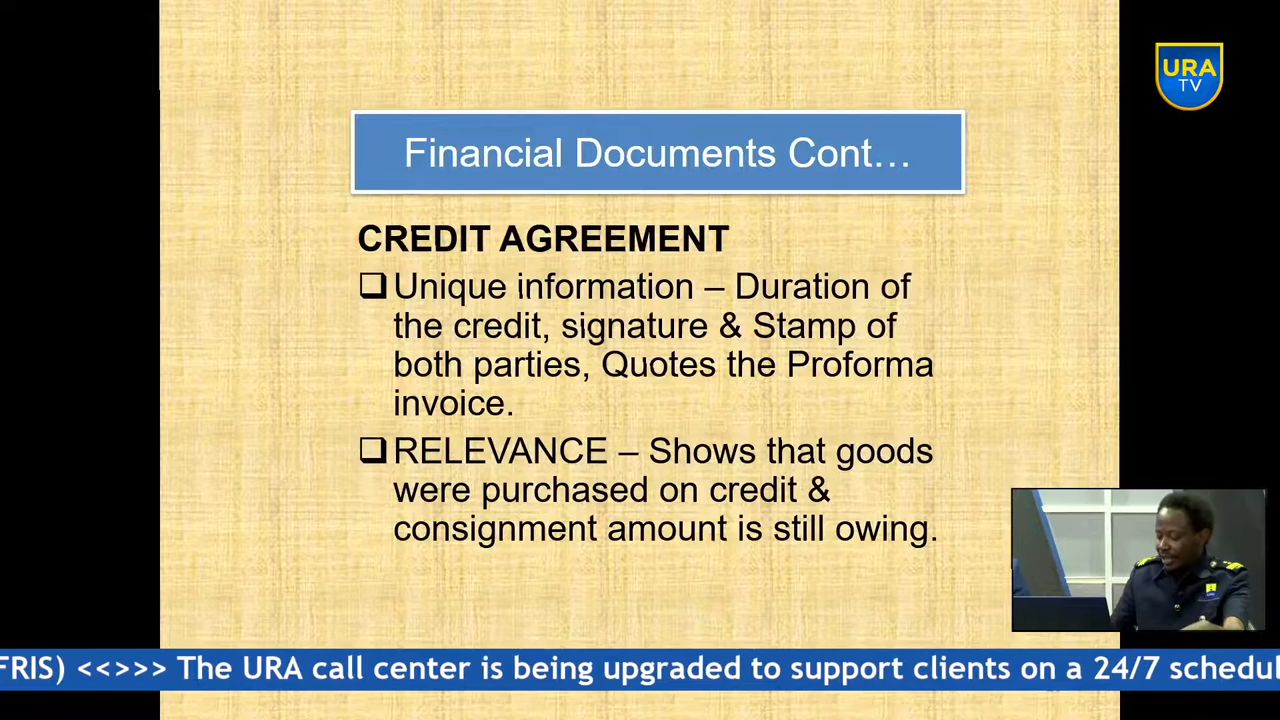 URA
TV
Financial Documents Cont…
CREDIT AGREEMENT
❑ Unique information – Duration of
the credit, signature & Stamp of
both parties, Quotes the Proforma
invoice.
❑ RELEVANCE – Shows that goods
were purchased on credit &
consignment amount is still owing.
FRIS) <<>>> The URA call center is being upgraded to support clients on a 24/7 schedul